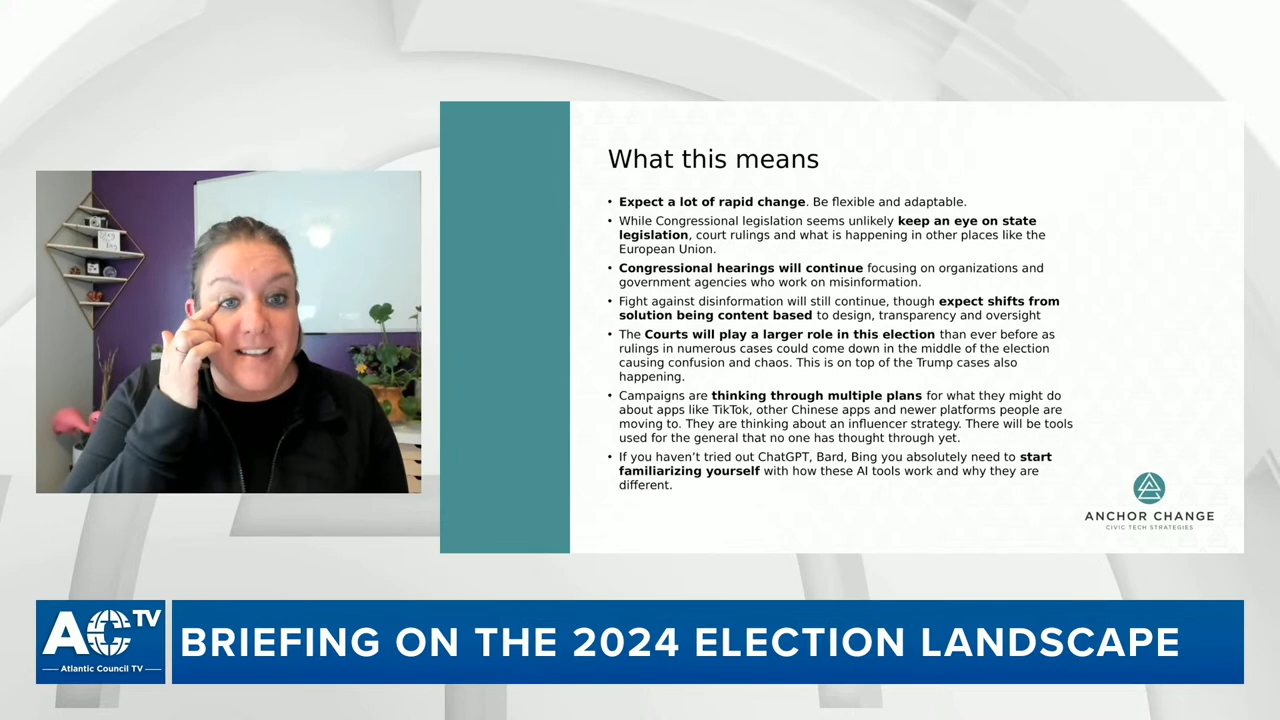 What this means
• Expect a lot of rapid change. Be flexible and adaptable.
• While Congressional legislation seems unlikely keep an eye on state
legislation, court rulings and what is happening in other places like the
European Union.
• Congressional hearings will continue focusing on organizations and
government agencies who work on misinformation.
• Fight against disinformation will still continue, though expect shifts from
solution being content based to design, transparency and oversight
• The Courts will play a larger role in this election than ever before as
rulings in numerous cases could come down in the middle of the election
causing confusion and chaos. This is on top of the Trump cases also
happening.
• Campaigns are thinking through multiple plans for what they might do
about apps like TikTok, other Chinese apps and newer platforms people are
moving to. They are thinking about an influencer strategy. There will be tools
used for the general that no one has thought through yet.
• If you haven’t tried out ChatGPT, Bard, Bing you absolutely need to start
familiarizing yourself with how these AI tools work and why they are
different.
ANCHOR CHANGE
CIVIC TECH STRATEGIES
AC TV
Atlantic Council TV
BRIEFING ON THE 2024 ELECTION LANDSCAPE